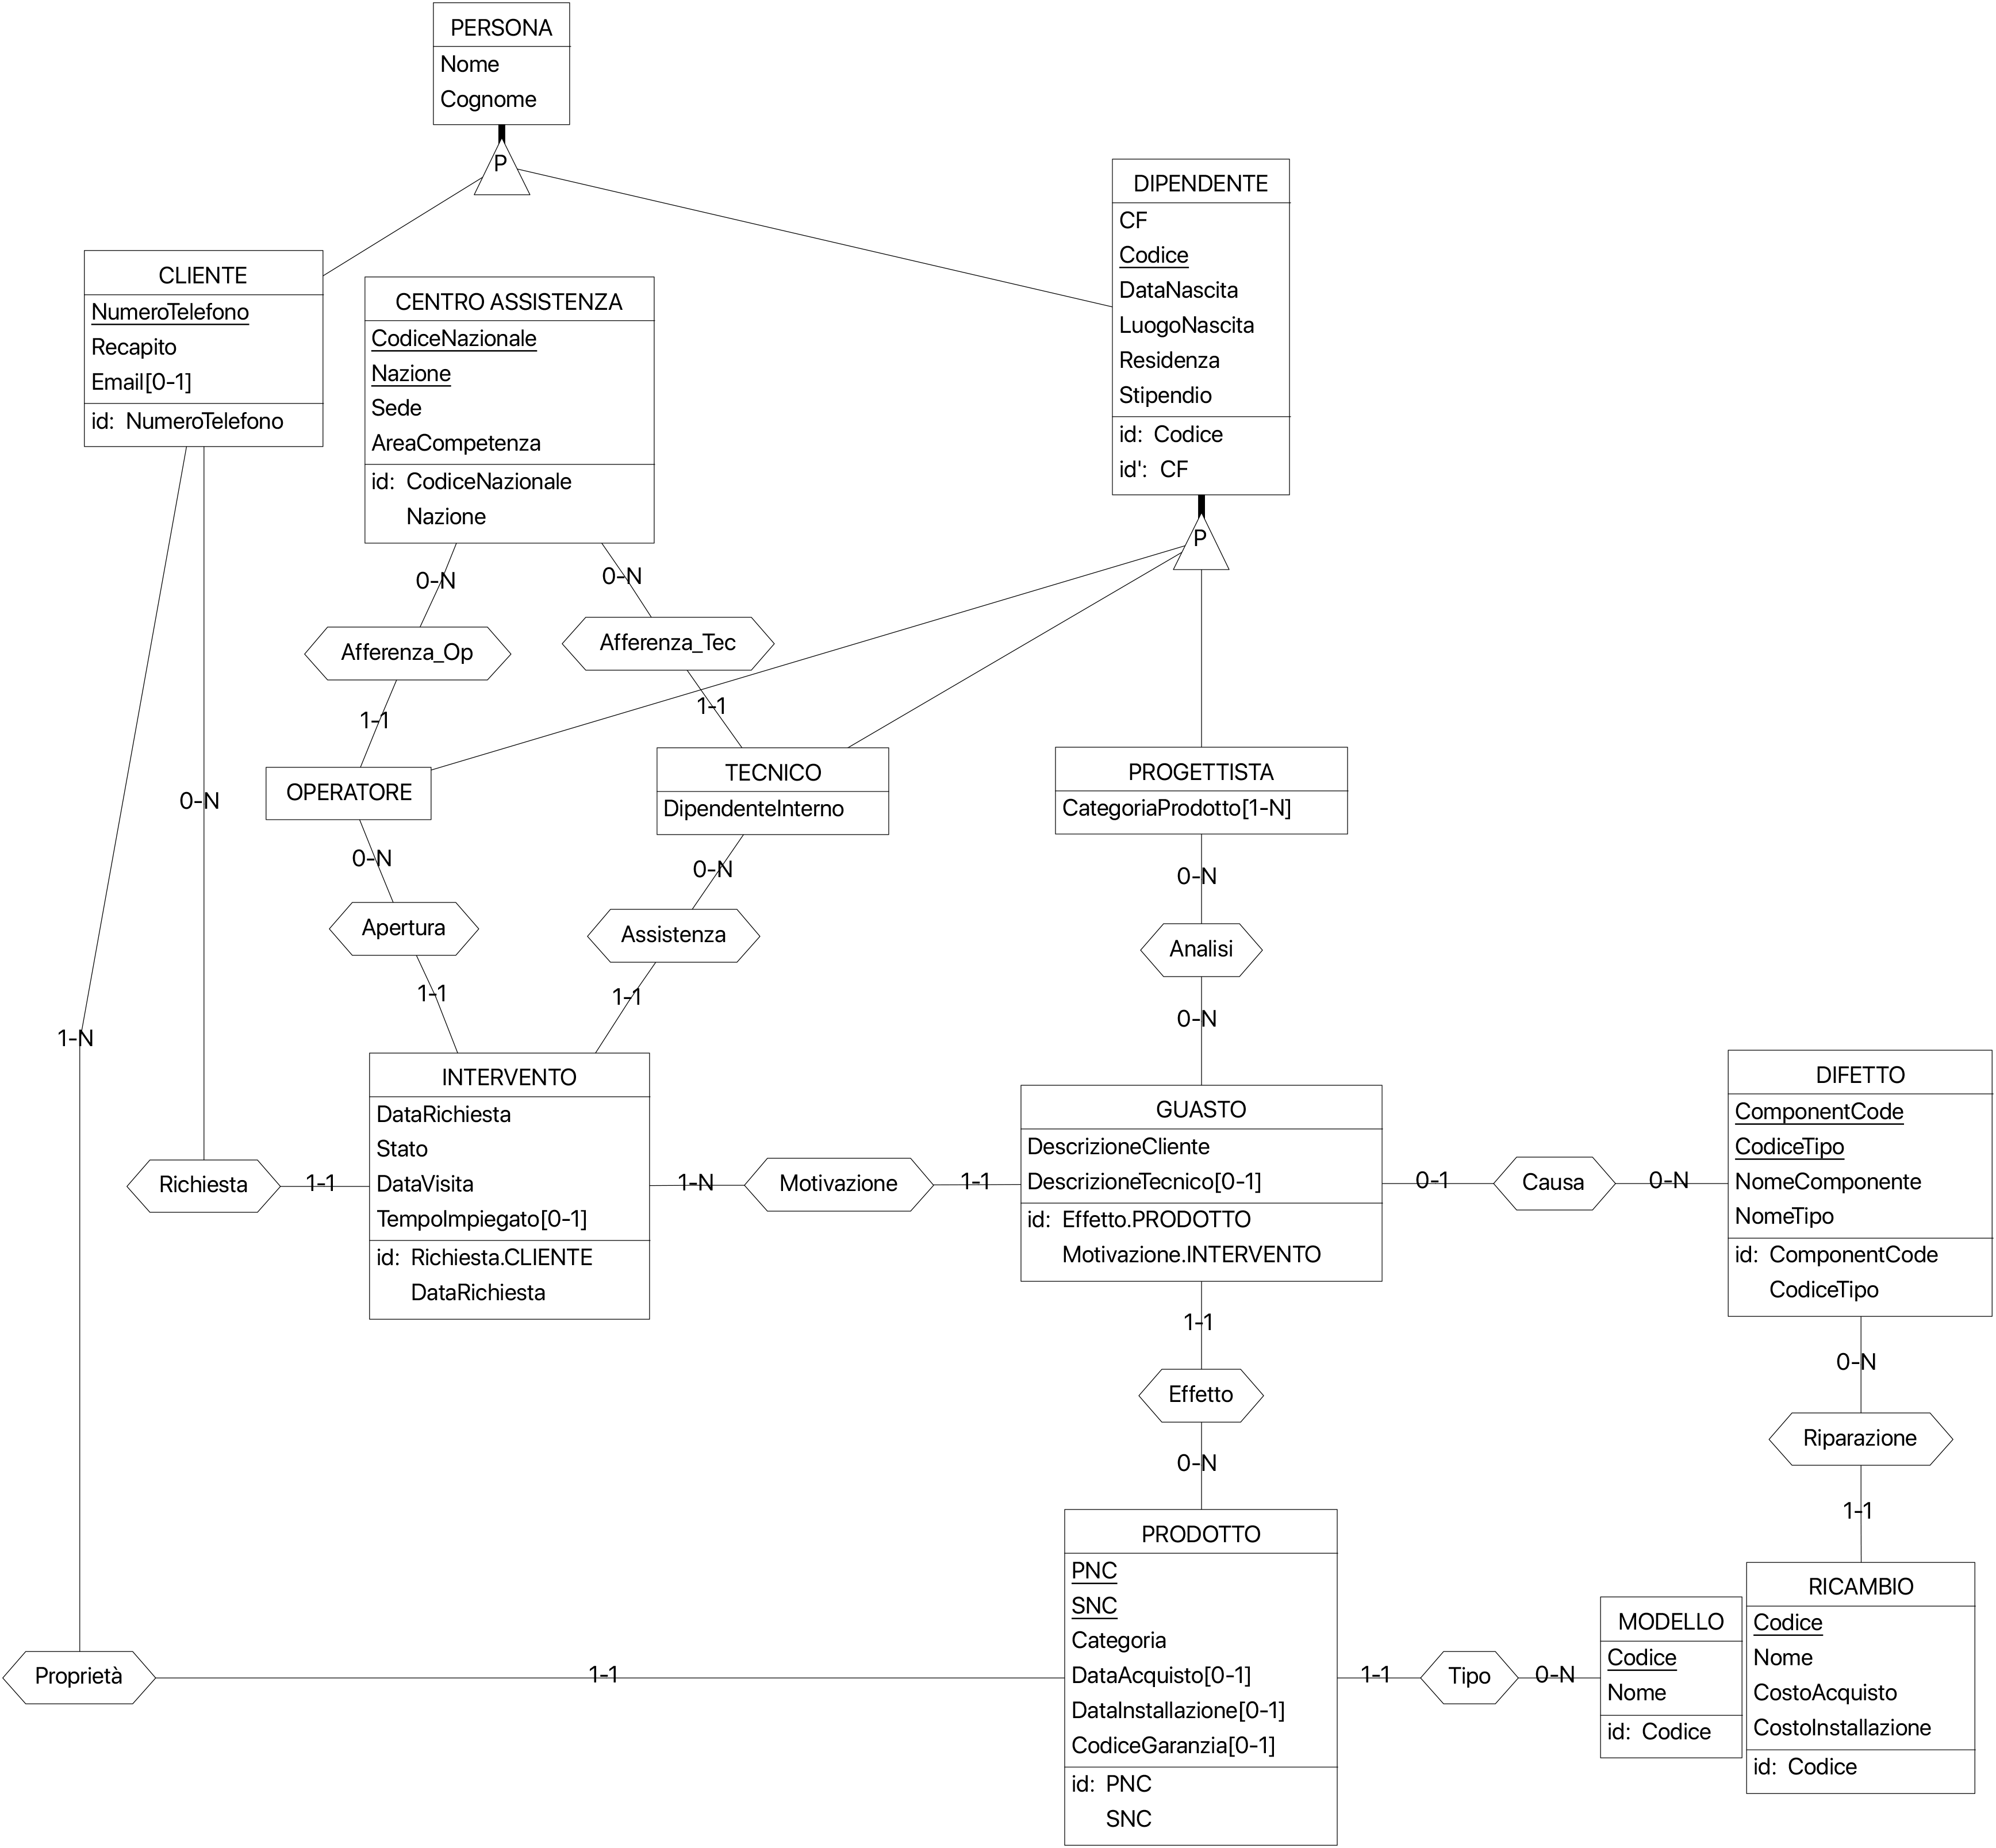 PERSONA
Nome
Cognome
P
DIPENDENTE
CF
Codice
DataNascita
LuogoNascita
Residenza
Stipendio
id: Codice
id': CF
P
CLIENTE
NumeroTelefono
Recapito
Email[0-1]
id: NumeroTelefono
CENTRO ASSISTENZA
CodiceNazionale
Nazione
Sede
AreaCompetenza
id: CodiceNazionale
Nazione
0-N
0-N
Afferenza_Op
Afferenza_Tec
1-1
1-1
OPERATORE
TECNICO
DipendenteInterno
PROGETTISTA
CategoriaProdotto[1-N]
0-N
0-N
0-N
0-N
Apertura
Assistenza
Analisi
1-1
1-1
0-N
1-N
INTERVENTO
DataRichiesta
Stato
DataVisita
TempoImpiegato[0-1]
id: Richiesta.CLIENTE
DataRichiesta
GUASTO
DescrizioneCliente
DescrizioneTecnico[0-1]
id: Effetto.PRODOTTO
Motivazione.INTERVENTO
DIFETTO
ComponentCode
CodiceTipo
NomeComponente
NomeTipo
id: ComponentCode
CodiceTipo
Richiesta
1-1
1-N
Motivazione
1-1
0-1
Causa
0-N
1-1
Effetto
0-N
0-N
Riparazione
1-1
PRODOTTO
PNC
SNC
Categoria
DataAcquisto[0-1]
DataInstallazione[0-1]
CodiceGaranzia[0-1]
id: PNC
SNC
Proprietà
1-1
1-1
Tipo
0-N
MODELLO
Codice
Nome
id: Codice
RICAMBIO
Codice
Nome
CostoAcquisto
CostoInstallazione
id: Codice